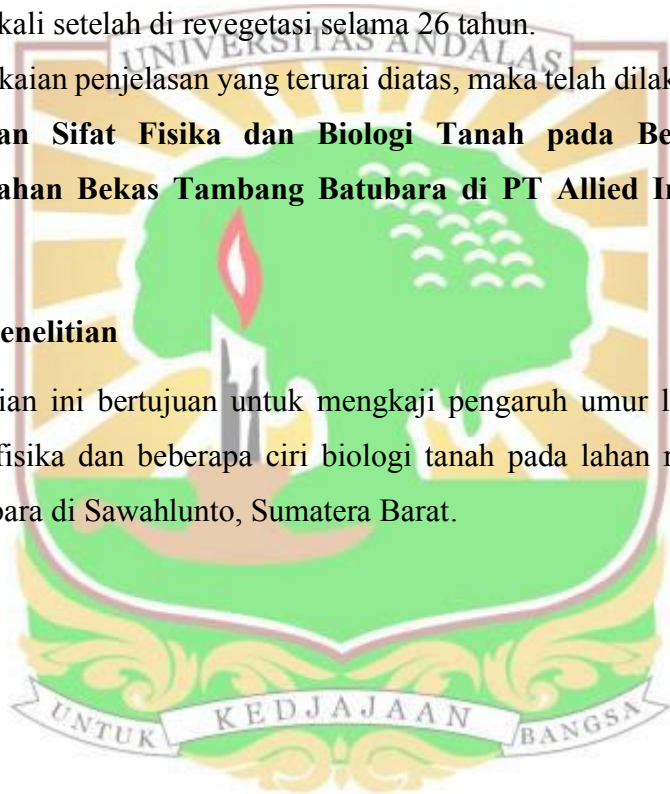 kali setelah di revegetasi selama 26 tahun.
UNIVERSITAS ANDALAS
kaian penjelasan yang terurai diatas, maka telah dilak
an Sifat Fisika dan Biologi Tanah pada Be
ahan Bekas Tambang Batubara di PT Allied In
enelitian
ian ini bertujuan untuk mengkaji pengaruh umur l
fisika dan beberapa ciri biologi tanah pada lahan r
bara di Sawahlunto, Sumatera Barat.
UNTUK KEDJAJAAN BANGSA